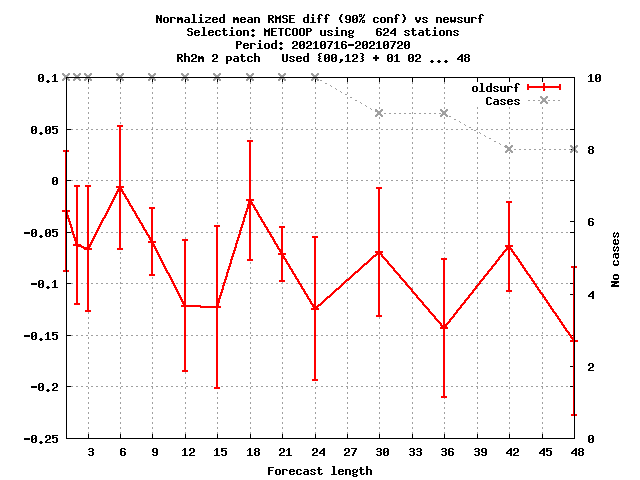 Normalized mean RMSE diff (90% conf) vs newsurf
Selection: METCOOP using   624 stations
Period: 20210716-20210720
Rh2m 2 patch   Used {00,12} + 01 02 ... 48
0.1
0.05
0
-0.05
-0.1
-0.15
-0.2
-0.25
oldsurf
Cases
10
8
6
4
2
0
No cases
3 6 9 12 15 18 21 24 27 30 33 36 39 42 45 48
Forecast length